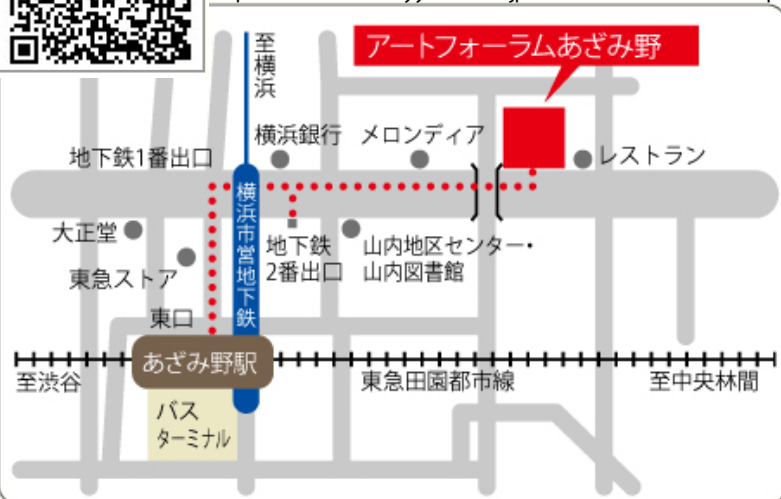 アートフォーラムあざみ野
至横浜
横浜銀行
メロンディア
地下鉄1番出口
レストラン
横浜市営地下鉄
大正堂
地下鉄
2番出口
山内地区センター・
山内図書館
東急ストア
東口
あざみ野駅
至渋谷
東急田園都市線
至中央林間
バス
ターミナル